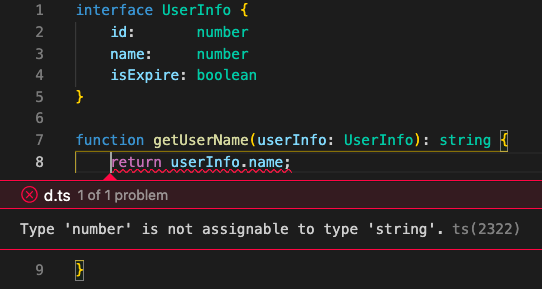 1 interface UserInfo {
2     id:       number
3     name:     number
4     isExpire: boolean
5 }
6
7 function getUserName(userInfo: UserInfo): string {
8     return userInfo.name;
d.ts 1 of 1 problem
Type 'number' is not assignable to type 'string'. ts(2322)
9 }